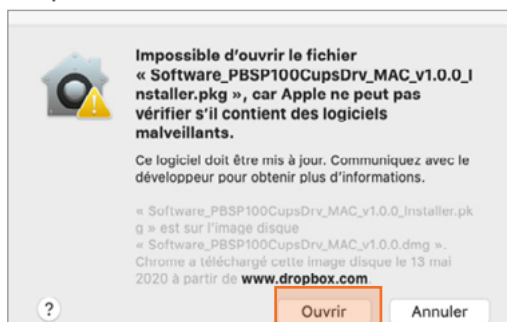 Impossible d'ouvrir le fichier
« Software_PBSP100CupsDrv_MAC_v1.0.0_I
nstaller.pkg », car Apple ne peut pas
vérifier s'il contient des logiciels
malveillants.
Ce logiciel doit être mis à jour. Communiquez avec le
développeur pour obtenir plus d'informations.
« Software_PBSP100CupsDrv_MAC_v1.0.0_Installer.pk
g » est sur l'image disque
« Software_PBSP100CupsDrv_MAC_v1.0.0.dmg ».
Chrome a téléchargé cette image disque le 13 mai
2020 à partir de www.dropbox.com.
? Ouvrir Annuler